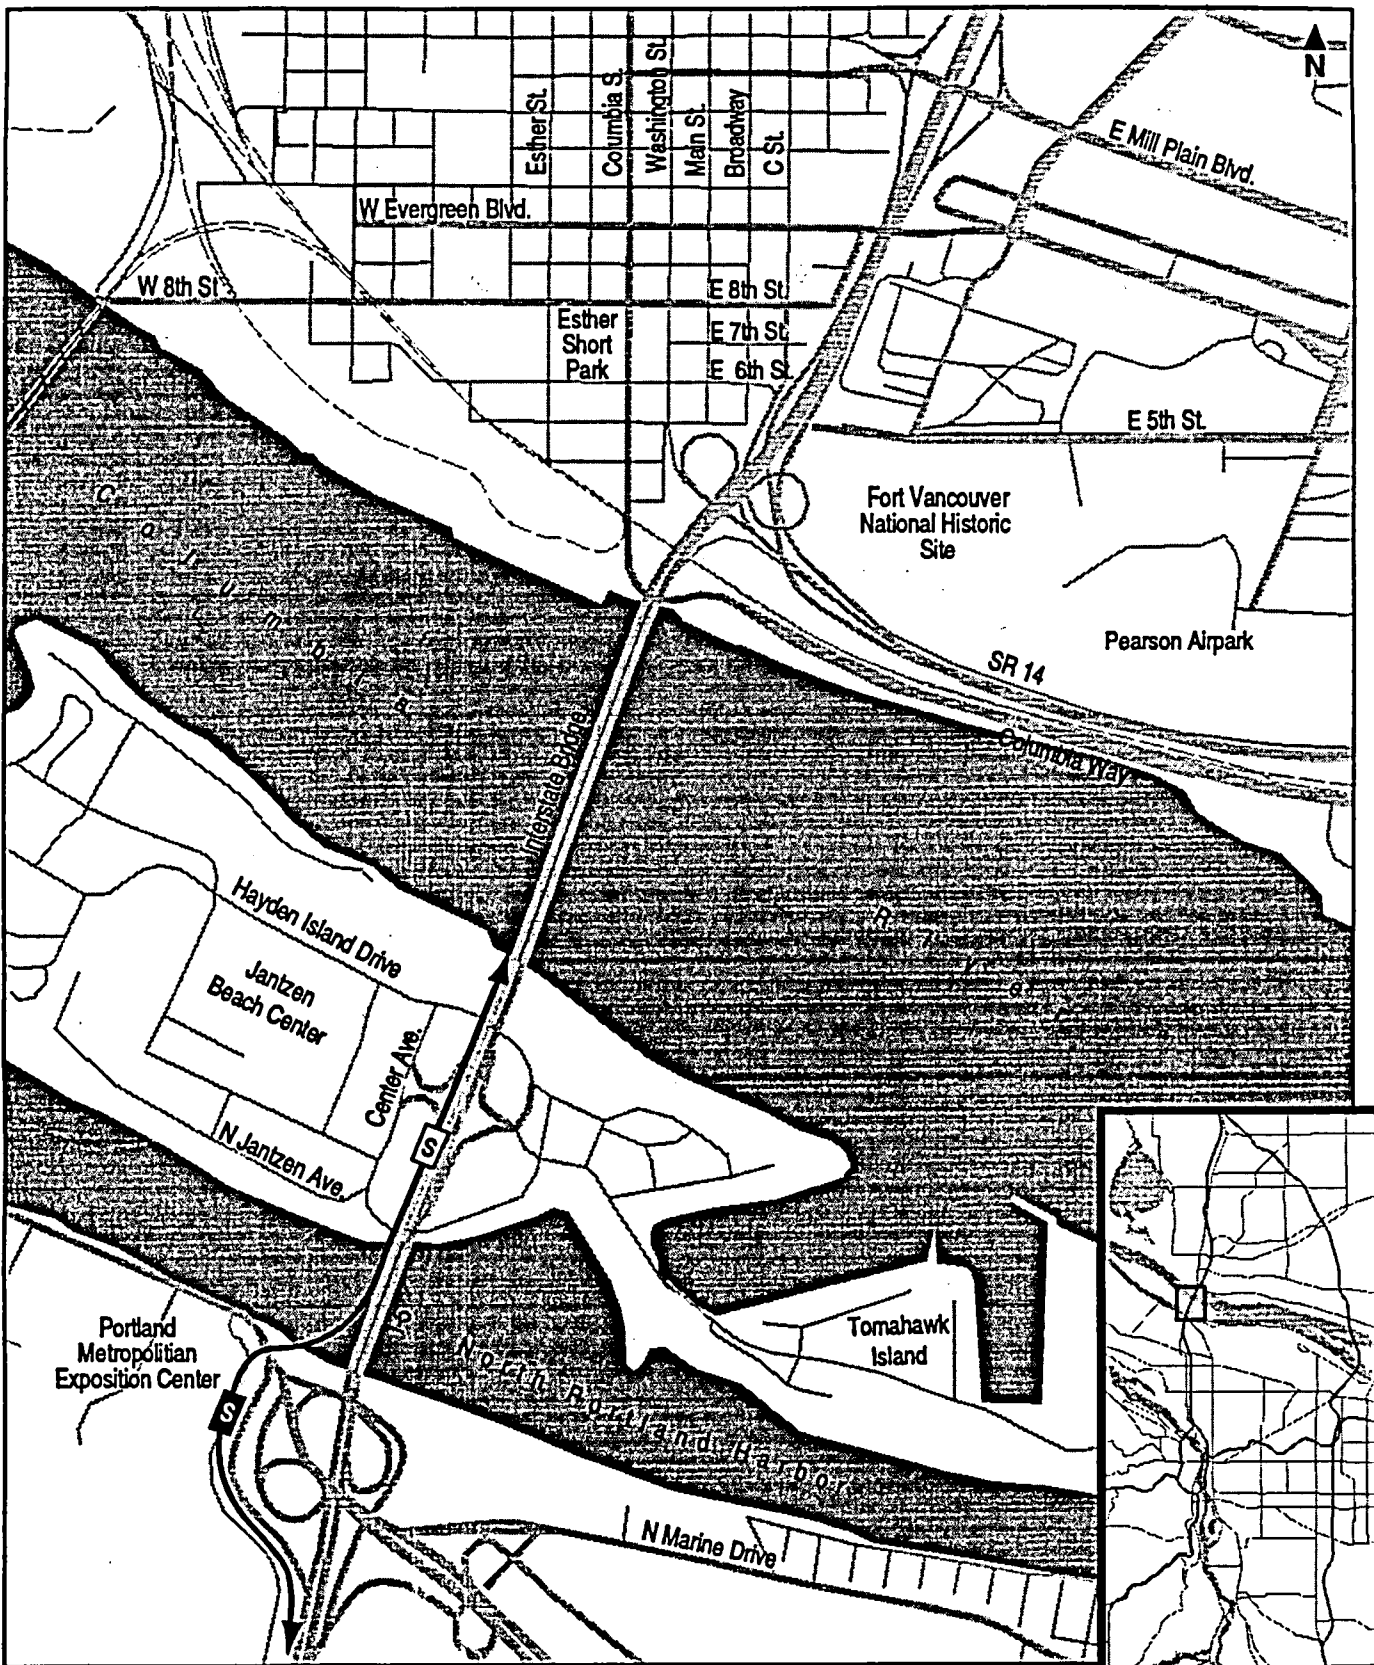 N
Esther St.
Columbia S.
Washington St.
Main St.
Broadway
C St.
E Mill Plain Blvd.
W Evergreen Blvd.
W 8th St
E 8th St.
Esther
Short
Park
E 7th St.
E 6th St.
E 5th St.
Fort Vancouver
National Historic
Site
Pearson Airpark
SR 14
Columbia Way
Columbia
River
Interstate Bridge
Hayden Island Drive
Jantzen
Beach Center
Center Ave.
S
N Jantzen Ave.
Portland
Metropolitian
Exposition Center
S
North Portland Harbor
Tomahawk
Island
N Marine Drive